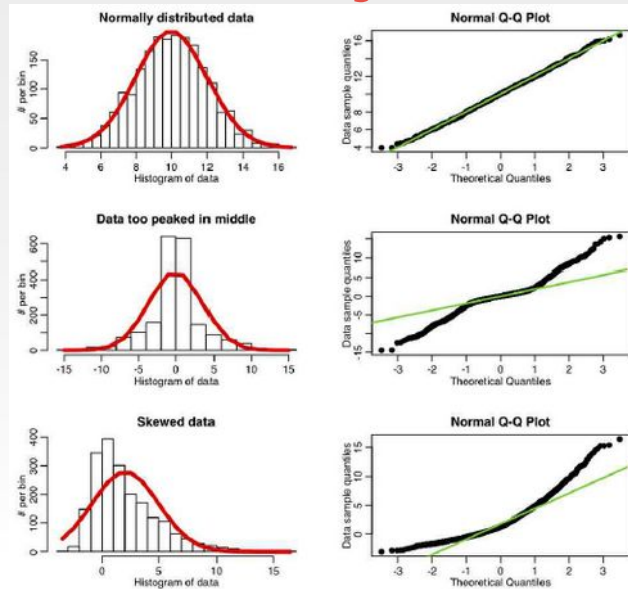 Normally distributed data
# per bin
0 50 100 150
4 6 8 10 12 14 16
Histogram of data
Normal Q-Q Plot
Data sample quantiles
4 6 8 12 16
-3 -2 -1 0 1 2 3
Theoretical Quantiles
Data too peaked in middle
# per bin
0 200 400 600
-15 -10 -5 0 5 10 15
Histogram of data
Normal Q-Q Plot
Data sample quantiles
-15 -5 0 5 10
-3 -2 -1 0 1 2 3
Theoretical Quantiles
Skewed data
# per bin
0 100 200 300 400
0 5 10 15
Histogram of data
Normal Q-Q Plot
Data sample quantiles
0 5 10 15
-3 -2 -1 0 1 2 3
Theoretical Quantiles